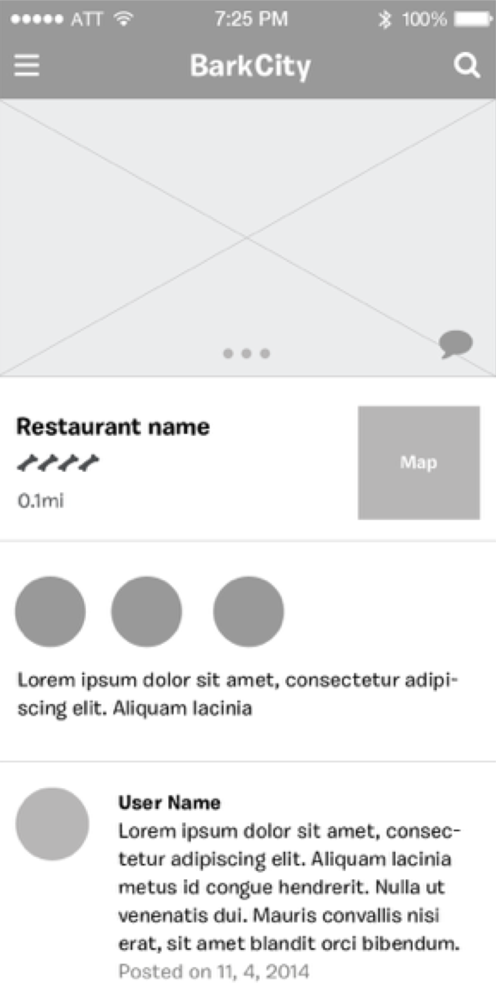 ATT 7:25 PM 100%
BarkCity
Restaurant name
0.1mi
Map
Lorem ipsum dolor sit amet, consectetur adipi-
scing elit. Aliquam lacinia
User Name
Lorem ipsum dolor sit amet, consec-
tetur adipiscing elit. Aliquam lacinia
metus id congue hendrerit. Nulla ut
venenatis dui. Mauris convallis nisi
erat, sit amet blandit orci bibendum.
Posted on 11, 4, 2014